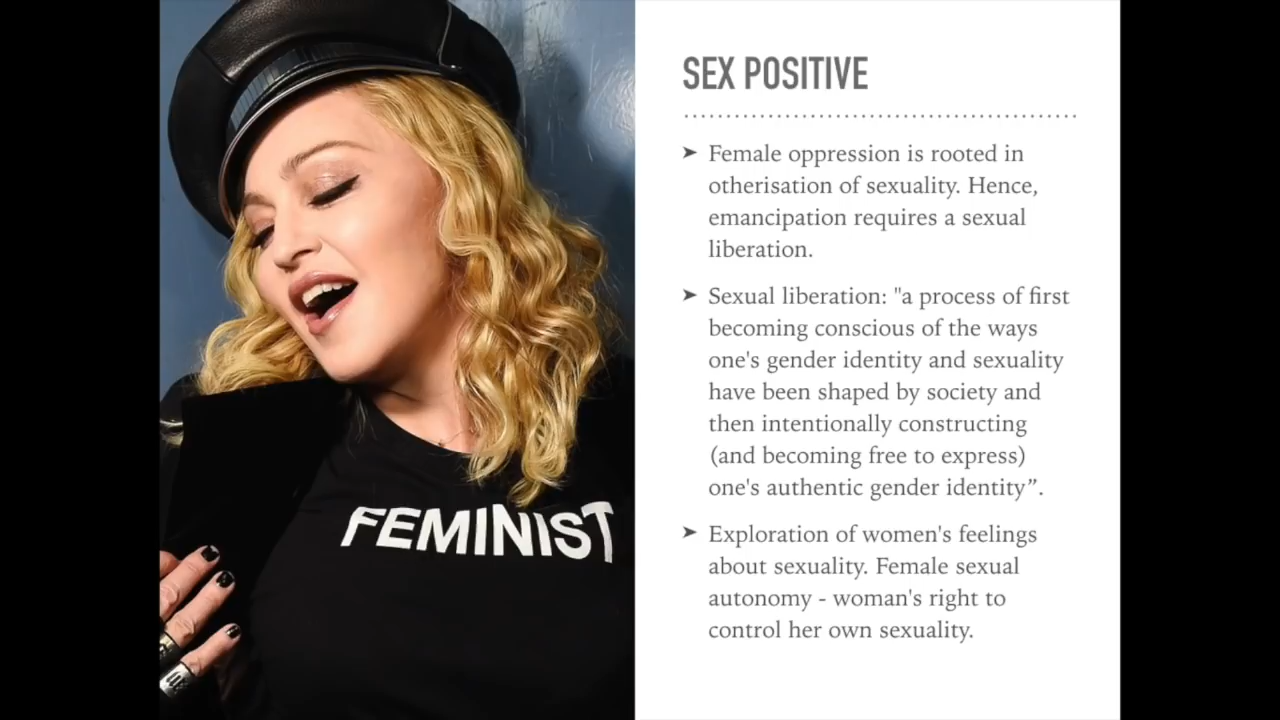 SEX POSITIVE
➤ Female oppression is rooted in
otherisation of sexuality. Hence,
emancipation requires a sexual
liberation.
➤ Sexual liberation: "a process of first
becoming conscious of the ways
one's gender identity and sexuality
have been shaped by society and
then intentionally constructing
(and becoming free to express)
one's authentic gender identity”.
➤ Exploration of women's feelings
about sexuality. Female sexual
autonomy - woman's right to
control her own sexuality.
FEMINIST